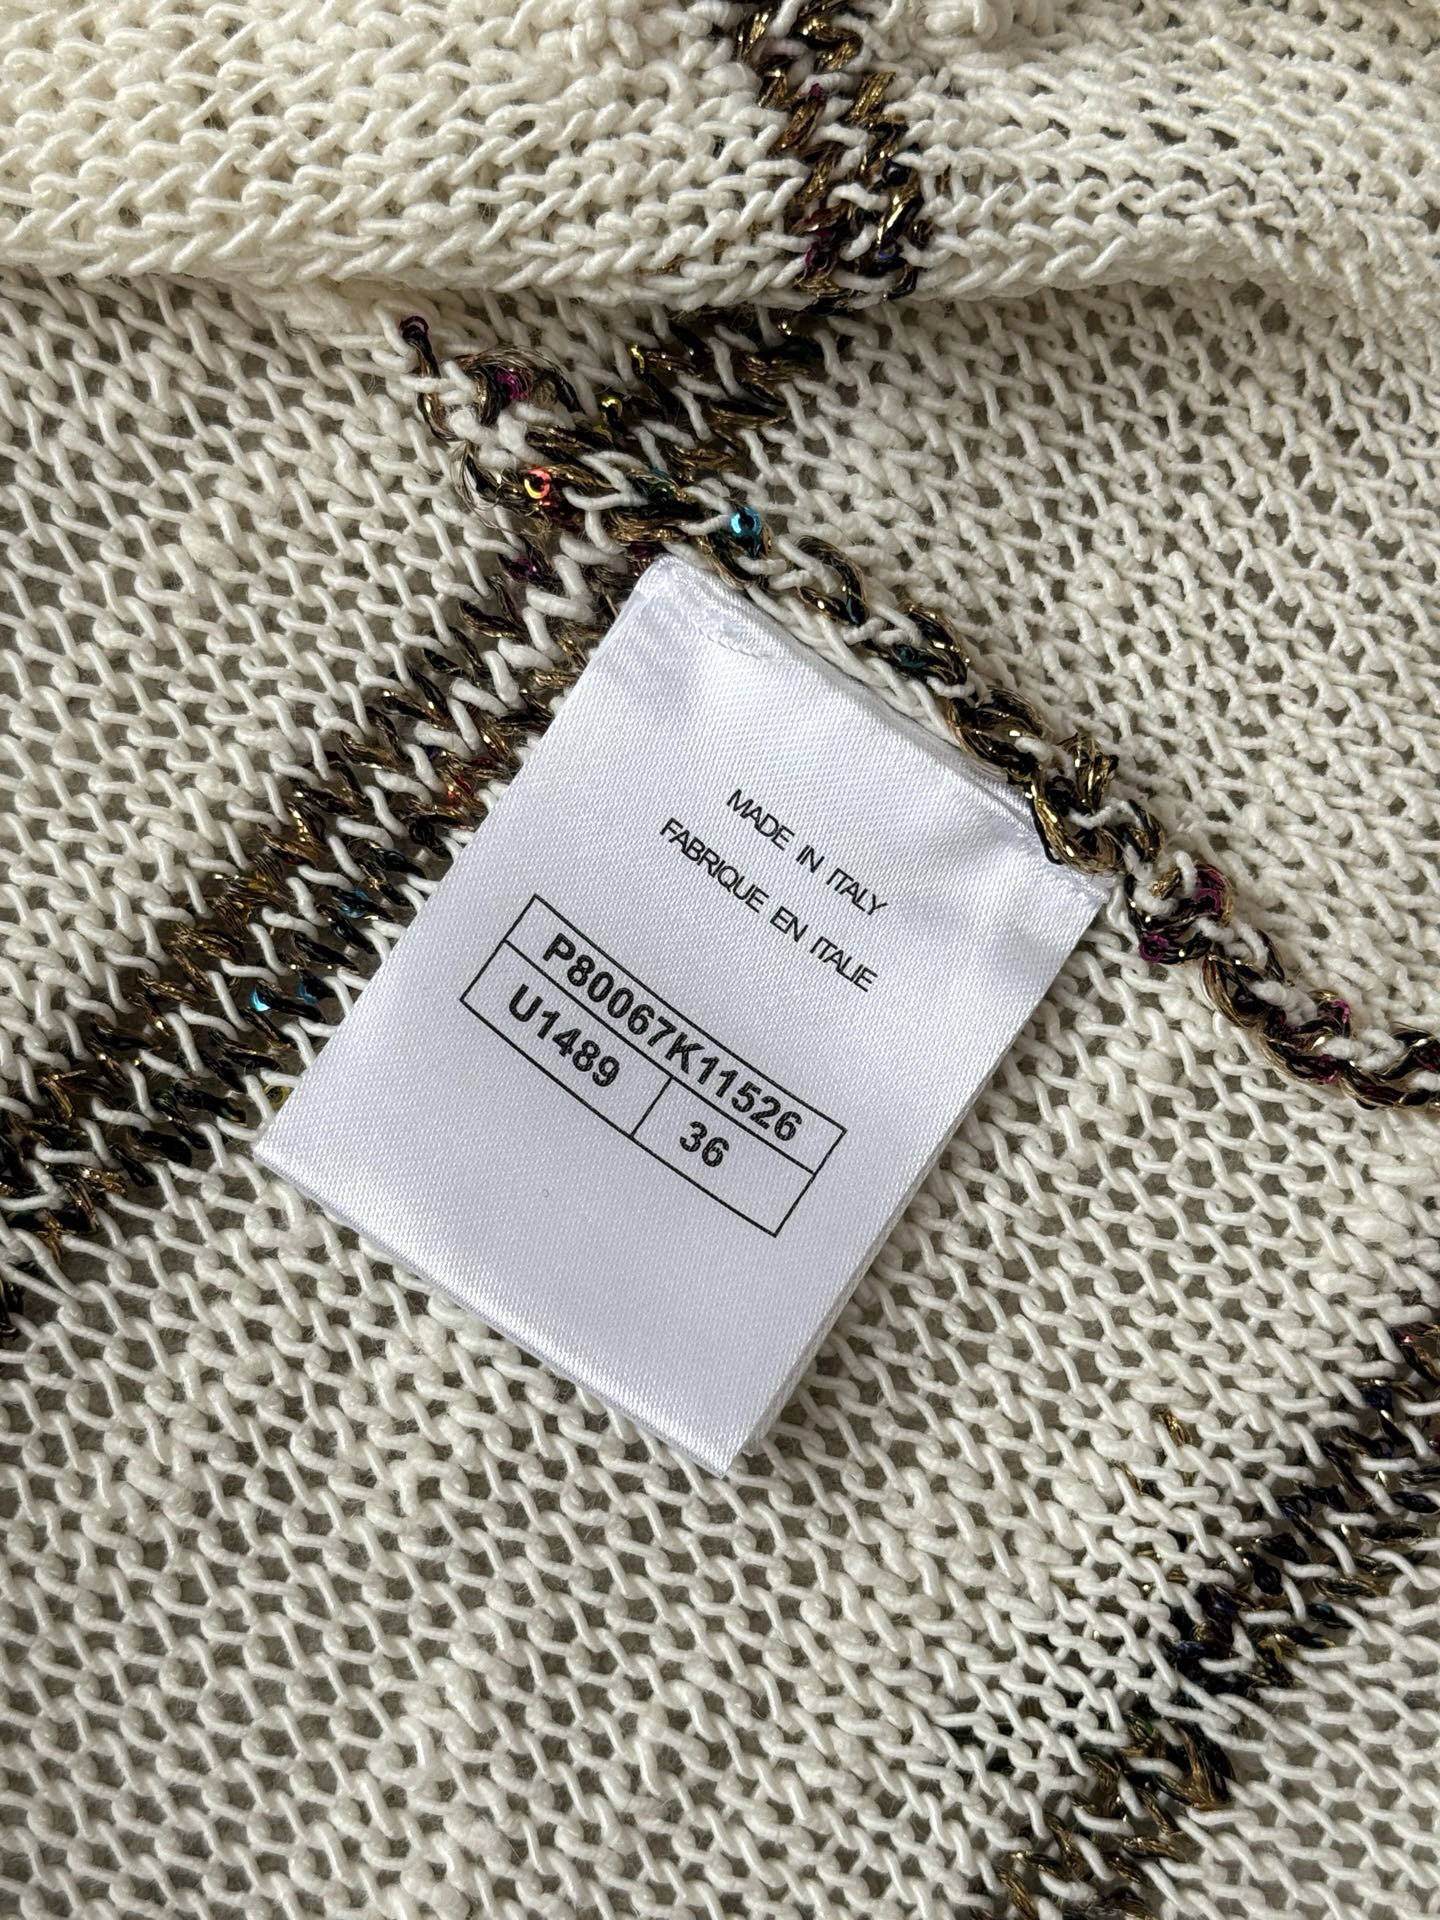 MADE IN ITALY
FABRIQUE EN ITALIE
P80067K11526
U1489 36